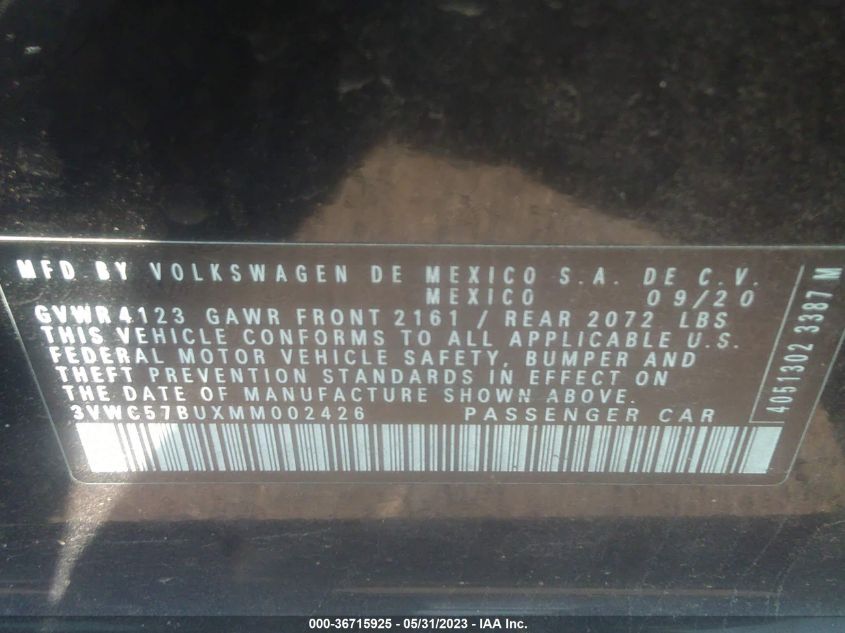 MFD BY VOLKSWAGEN DE MEXICO S.A. DE C.V.
MEXICO 09/20
GVWR 4123 GAWR FRONT 2161 / REAR 2072 LBS
THIS VEHICLE CONFORMS TO ALL APPLICABLE U.S.
FEDERAL MOTOR VEHICLE SAFETY, BUMPER AND
THEFT PREVENTION STANDARDS IN EFFECT ON
THE DATE OF MANUFACTURE SHOWN ABOVE.
3VWC57BUXMM002426 PASSENGER CAR
4051302 3387 M
000-36715925 - 05/31/2023 - IAA Inc.